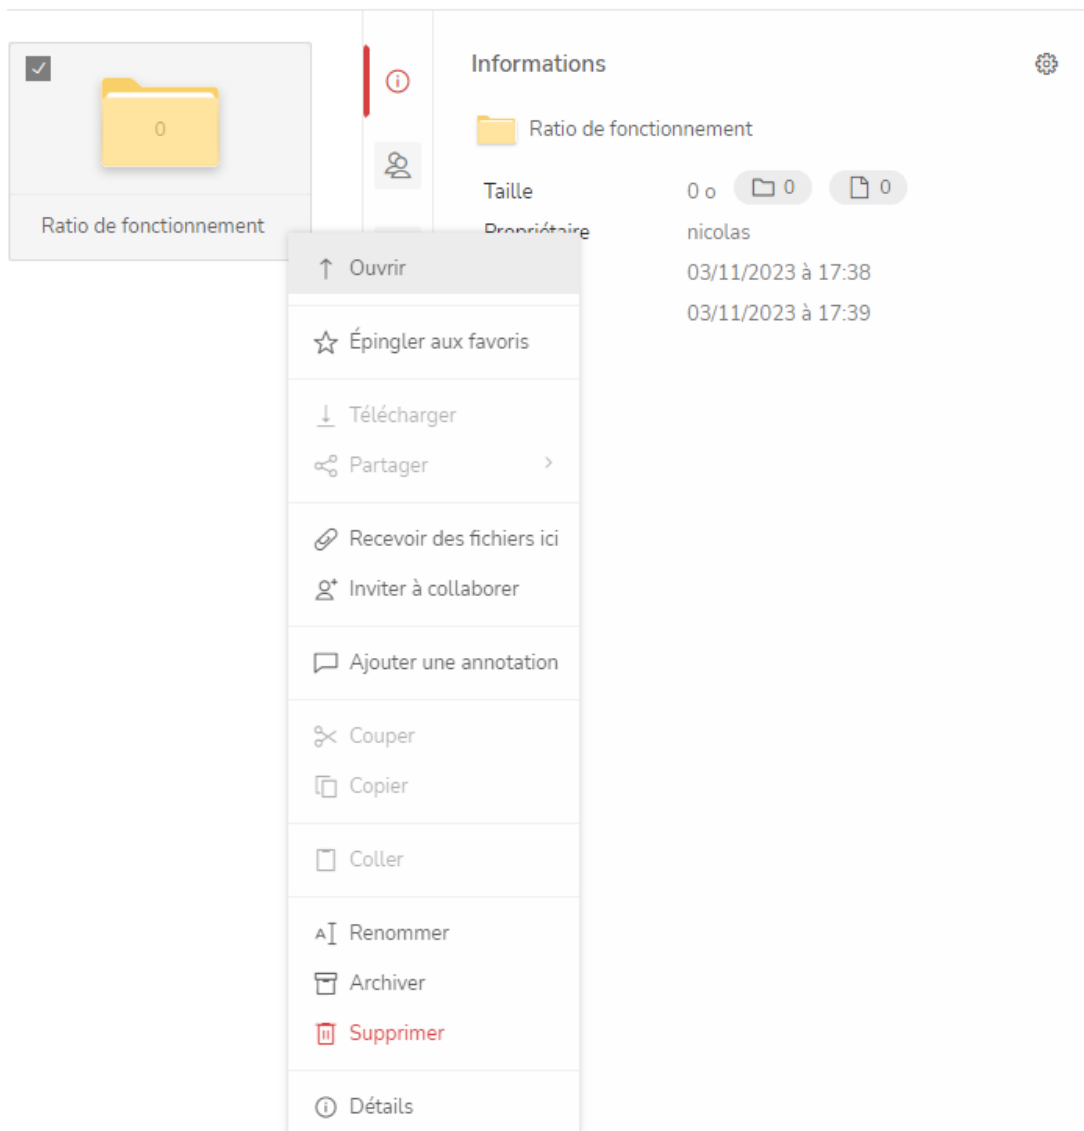 0
Ratio de fonctionnement
Informations
Ratio de fonctionnement
Taille 0 o 0 0
Propriétaire nicolas
03/11/2023 à 17:38
03/11/2023 à 17:39
Ouvrir
Épingler aux favoris
Télécharger
Partager
Recevoir des fichiers ici
Inviter à collaborer
Ajouter une annotation
Couper
Copier
Coller
Renommer
Archiver
Supprimer
Détails